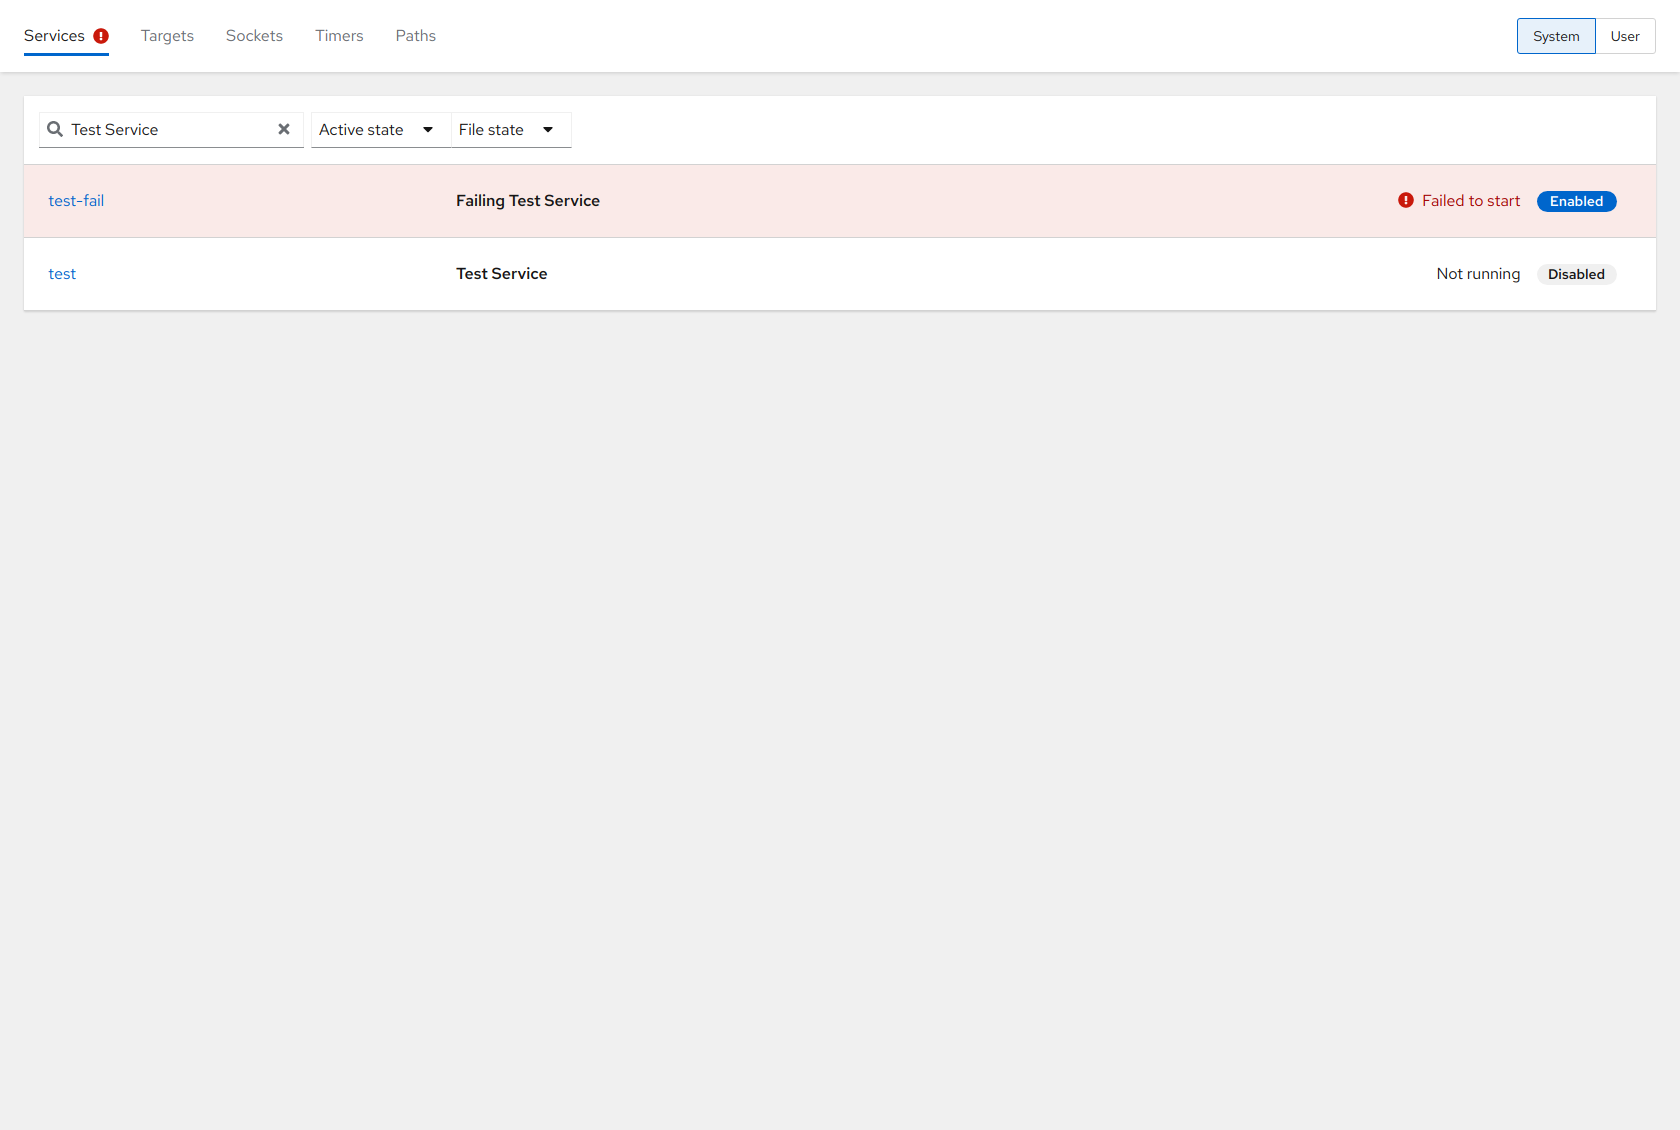 Services Targets Sockets Timers Paths System User
Test Service Active state File state
test-fail Failing Test Service Failed to start Enabled
test Test Service Not running Disabled